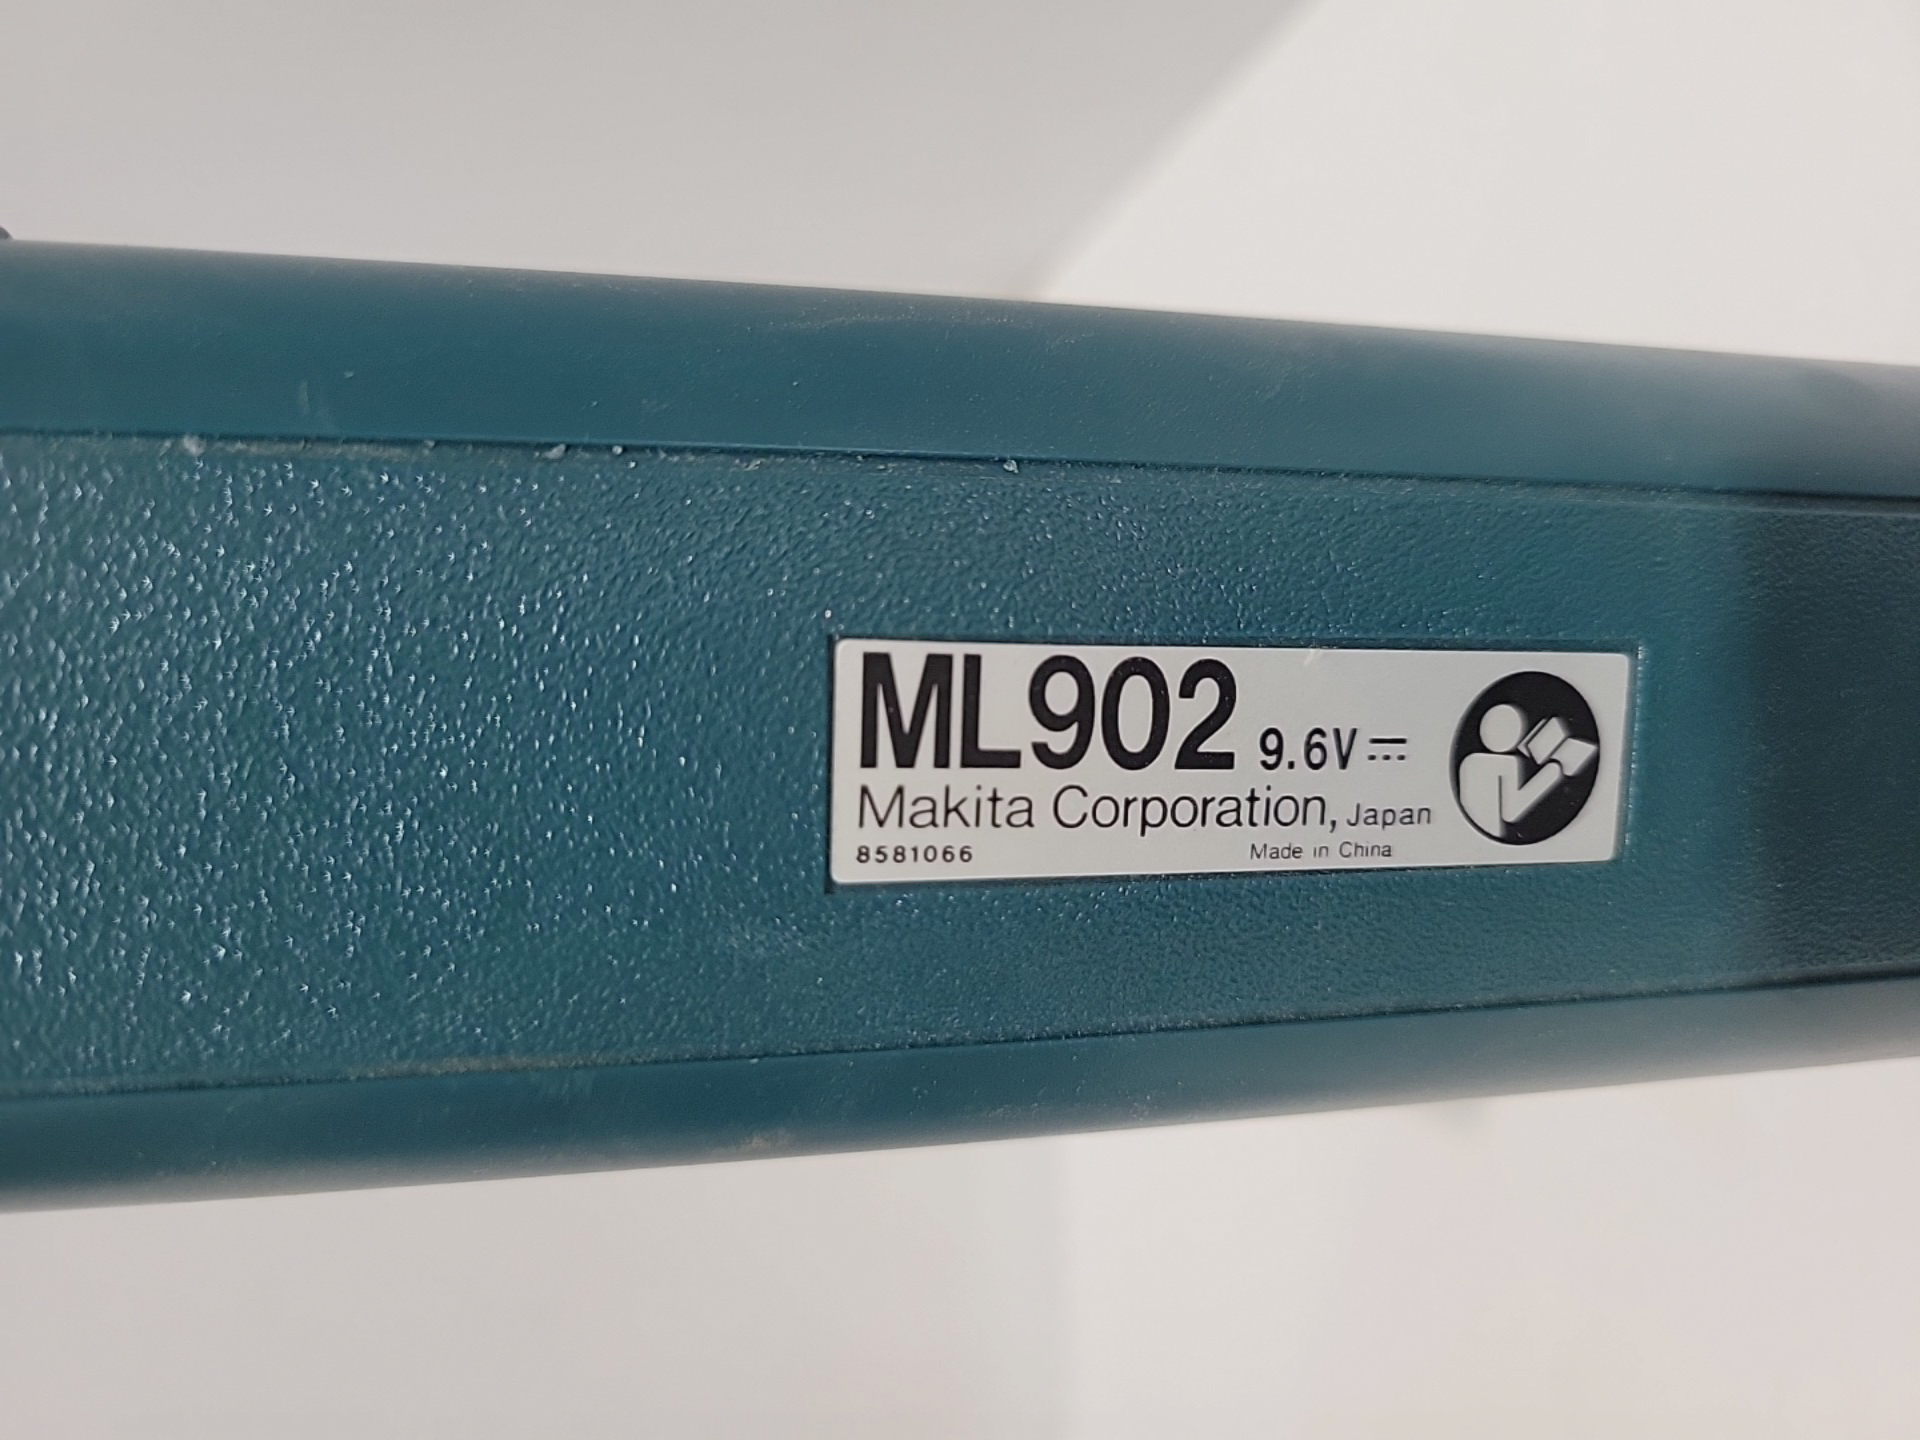 ML902 9.6V⎓
Makita Corporation, Japan
8581066 Made in China